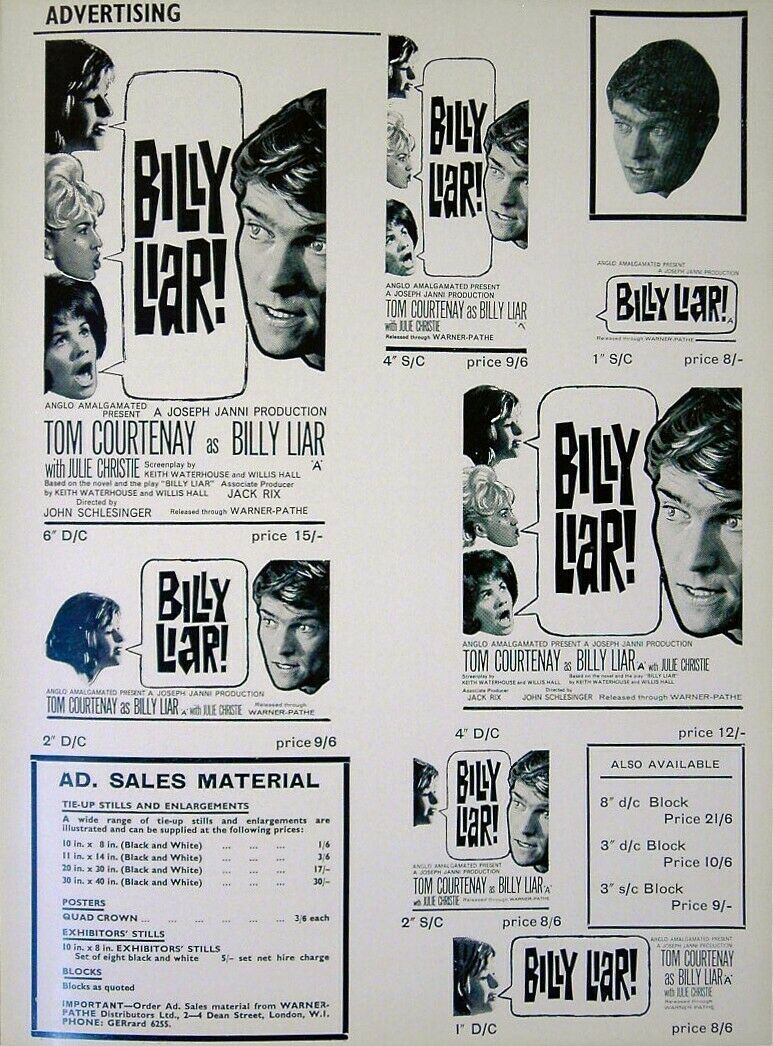 ADVERTISING
BILLY
LIAR!
ANGLO AMALGAMATED
PRESENT A JOSEPH JANNI PRODUCTION
TOM COURTENAY as BILLY LIAR
with JULIE CHRISTIE Screenplay by
KEITH WATERHOUSE and WILLIS HALL 'A'
Based on the novel and the play "BILLY LIAR" Associate Producer
by KEITH WATERHOUSE and WILLIS HALL JACK RIX
Directed by
JOHN SCHLESINGER Released through WARNER-PATHE
6" D/C price 15/-
BILLY
LIAR!
ANGLO AMALGAMATED PRESENT
A JOSEPH JANNI PRODUCTION
TOM COURTENAY as BILLY LIAR
with JULIE CHRISTIE 'A'
Released through WARNER-PATHE
4" S/C price 9/6
ANGLO AMALGAMATED PRESENT
A JOSEPH JANNI PRODUCTION
BILLY LIAR! A
Released through WARNER-PATHE
1" S/C price 8/-
BILLY
LIAR!
ANGLO AMALGAMATED PRESENT A JOSEPH JANNI PRODUCTION
TOM COURTENAY as BILLY LIAR 'A' with JULIE CHRISTIE
Screenplay by Based on the novel and the play "BILLY LIAR"
KEITH WATERHOUSE and WILLIS HALL by KEITH WATERHOUSE and WILLIS HALL
Associate Producer Directed by
JACK RIX JOHN SCHLESINGER Released through WARNER-PATHE
4" D/C price 12/-
BILLY
LIAR!
ANGLO AMALGAMATED PRESENT A JOSEPH JANNI PRODUCTION
TOM COURTENAY as BILLY LIAR 'A' with JULIE CHRISTIE Released through
WARNER-PATHE
2" D/C price 9/6
AD. SALES MATERIAL
TIE-UP STILLS AND ENLARGEMENTS
A wide range of tie-up stills and enlargements are
illustrated and can be supplied at the following prices:
10 in. x 8 in. (Black and White) ... ... ... 1/6
11 in. x 14 in. (Black and White) ... ... ... 3/6
20 in. x 30 in. (Black and White) ... ... ... 17/-
30 in. x 40 in. (Black and White) ... ... ... 30/-
POSTERS
QUAD CROWN ... ... ... ... ... 3/6 each
EXHIBITORS' STILLS
10 in. x 8 in. EXHIBITORS' STILLS
Set of eight black and white 5/- set net hire charge
BLOCKS
Blocks as quoted
IMPORTANT—Order Ad. Sales material from WARNER-
PATHE Distributors Ltd., 2—4 Dean Street, London, W.1.
PHONE: GERrard 6255.
BILLY
LIAR!
ANGLO AMALGAMATED PRESENT
A JOSEPH JANNI PRODUCTION
TOM COURTENAY as BILLY LIAR 'A'
with JULIE CHRISTIE Released through WARNER-PATHE
2" S/C price 8/6
ALSO AVAILABLE
8" d/c Block
Price 21/6
3" d/c Block
Price 10/6
3" s/c Block
Price 9/-
BILLY LIAR!
ANGLO AMALGAMATED PRESENT
A JOSEPH JANNI PRODUCTION
TOM COURTENAY
as BILLY LIAR 'A'
with JULIE CHRISTIE
Released through
WARNER-PATHE
1" D/C price 8/6